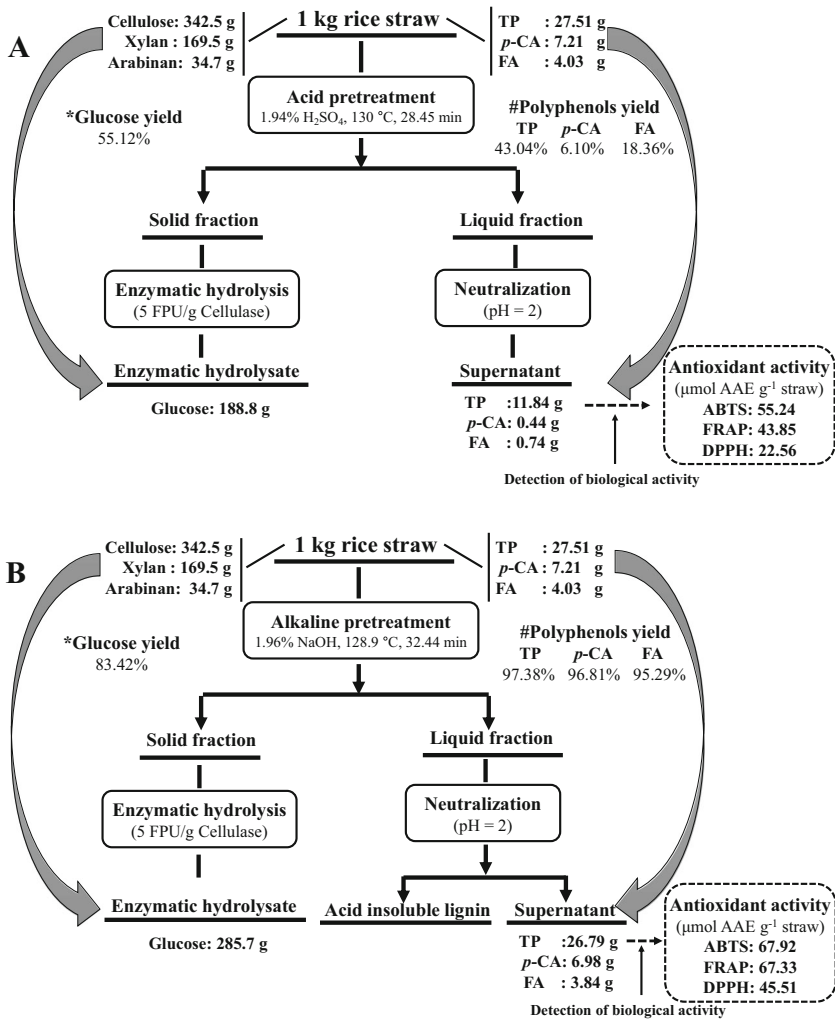 A
Cellulose: 342.5 g
Xylan : 169.5 g
Arabinan: 34.7 g
1 kg rice straw
TP : 27.51 g
p-CA : 7.21 g
FA : 4.03 g
Acid pretreatment
1.94% H₂SO₄, 130 °C, 28.45 min
*Glucose yield
55.12%
#Polyphenols yield
TP p-CA FA
43.04% 6.10% 18.36%
Solid fraction
Liquid fraction
Enzymatic hydrolysis
(5 FPU/g Cellulase)
Neutralization
(pH = 2)
Enzymatic hydrolysate
Glucose: 188.8 g
Supernatant
TP :11.84 g
p-CA: 0.44 g
FA : 0.74 g
Antioxidant activity
(μmol AAE g⁻¹ straw)
ABTS: 55.24
FRAP: 43.85
DPPH: 22.56
Detection of biological activity
B
Cellulose: 342.5 g
Xylan : 169.5 g
Arabinan: 34.7 g
1 kg rice straw
TP : 27.51 g
p-CA : 7.21 g
FA : 4.03 g
Alkaline pretreatment
1.96% NaOH, 128.9 °C, 32.44 min
*Glucose yield
83.42%
#Polyphenols yield
TP p-CA FA
97.38% 96.81% 95.29%
Solid fraction
Liquid fraction
Enzymatic hydrolysis
(5 FPU/g Cellulase)
Neutralization
(pH = 2)
Enzymatic hydrolysate
Glucose: 285.7 g
Acid insoluble lignin
Supernatant
TP :26.79 g
p-CA: 6.98 g
FA : 3.84 g
Antioxidant activity
(μmol AAE g⁻¹ straw)
ABTS: 67.92
FRAP: 67.33
DPPH: 45.51
Detection of biological activity